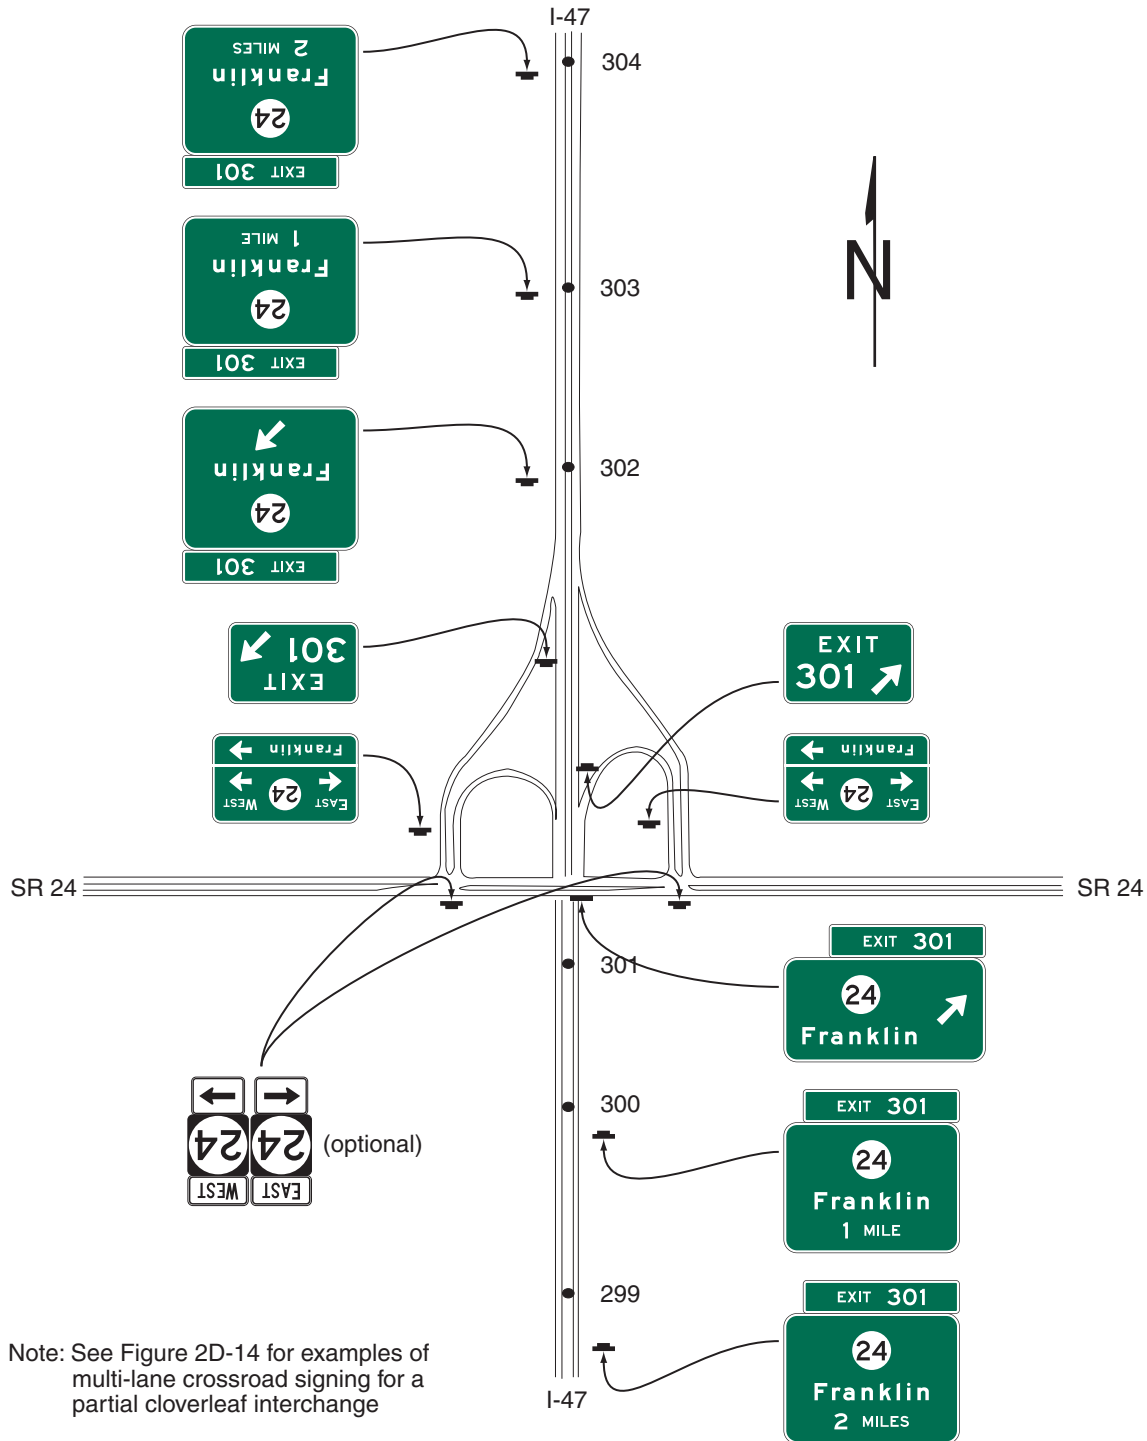 I-47
2 MILES
Franklin
24
EXIT 301
304
1 MILE
Franklin
24
EXIT 301
303
N
Franklin
24
EXIT 301
302
EXIT
301
EXIT
301
Franklin
EAST 24 WEST
Franklin
EAST 24 WEST
SR 24
SR 24
EXIT 301
24
Franklin
301
EXIT 301
24
Franklin
1 MILE
300
24 24
WEST EAST
(optional)
EXIT 301
24
Franklin
2 MILES
299
Note: See Figure 2D-14 for examples of
multi-lane crossroad signing for a
partial cloverleaf interchange
I-47